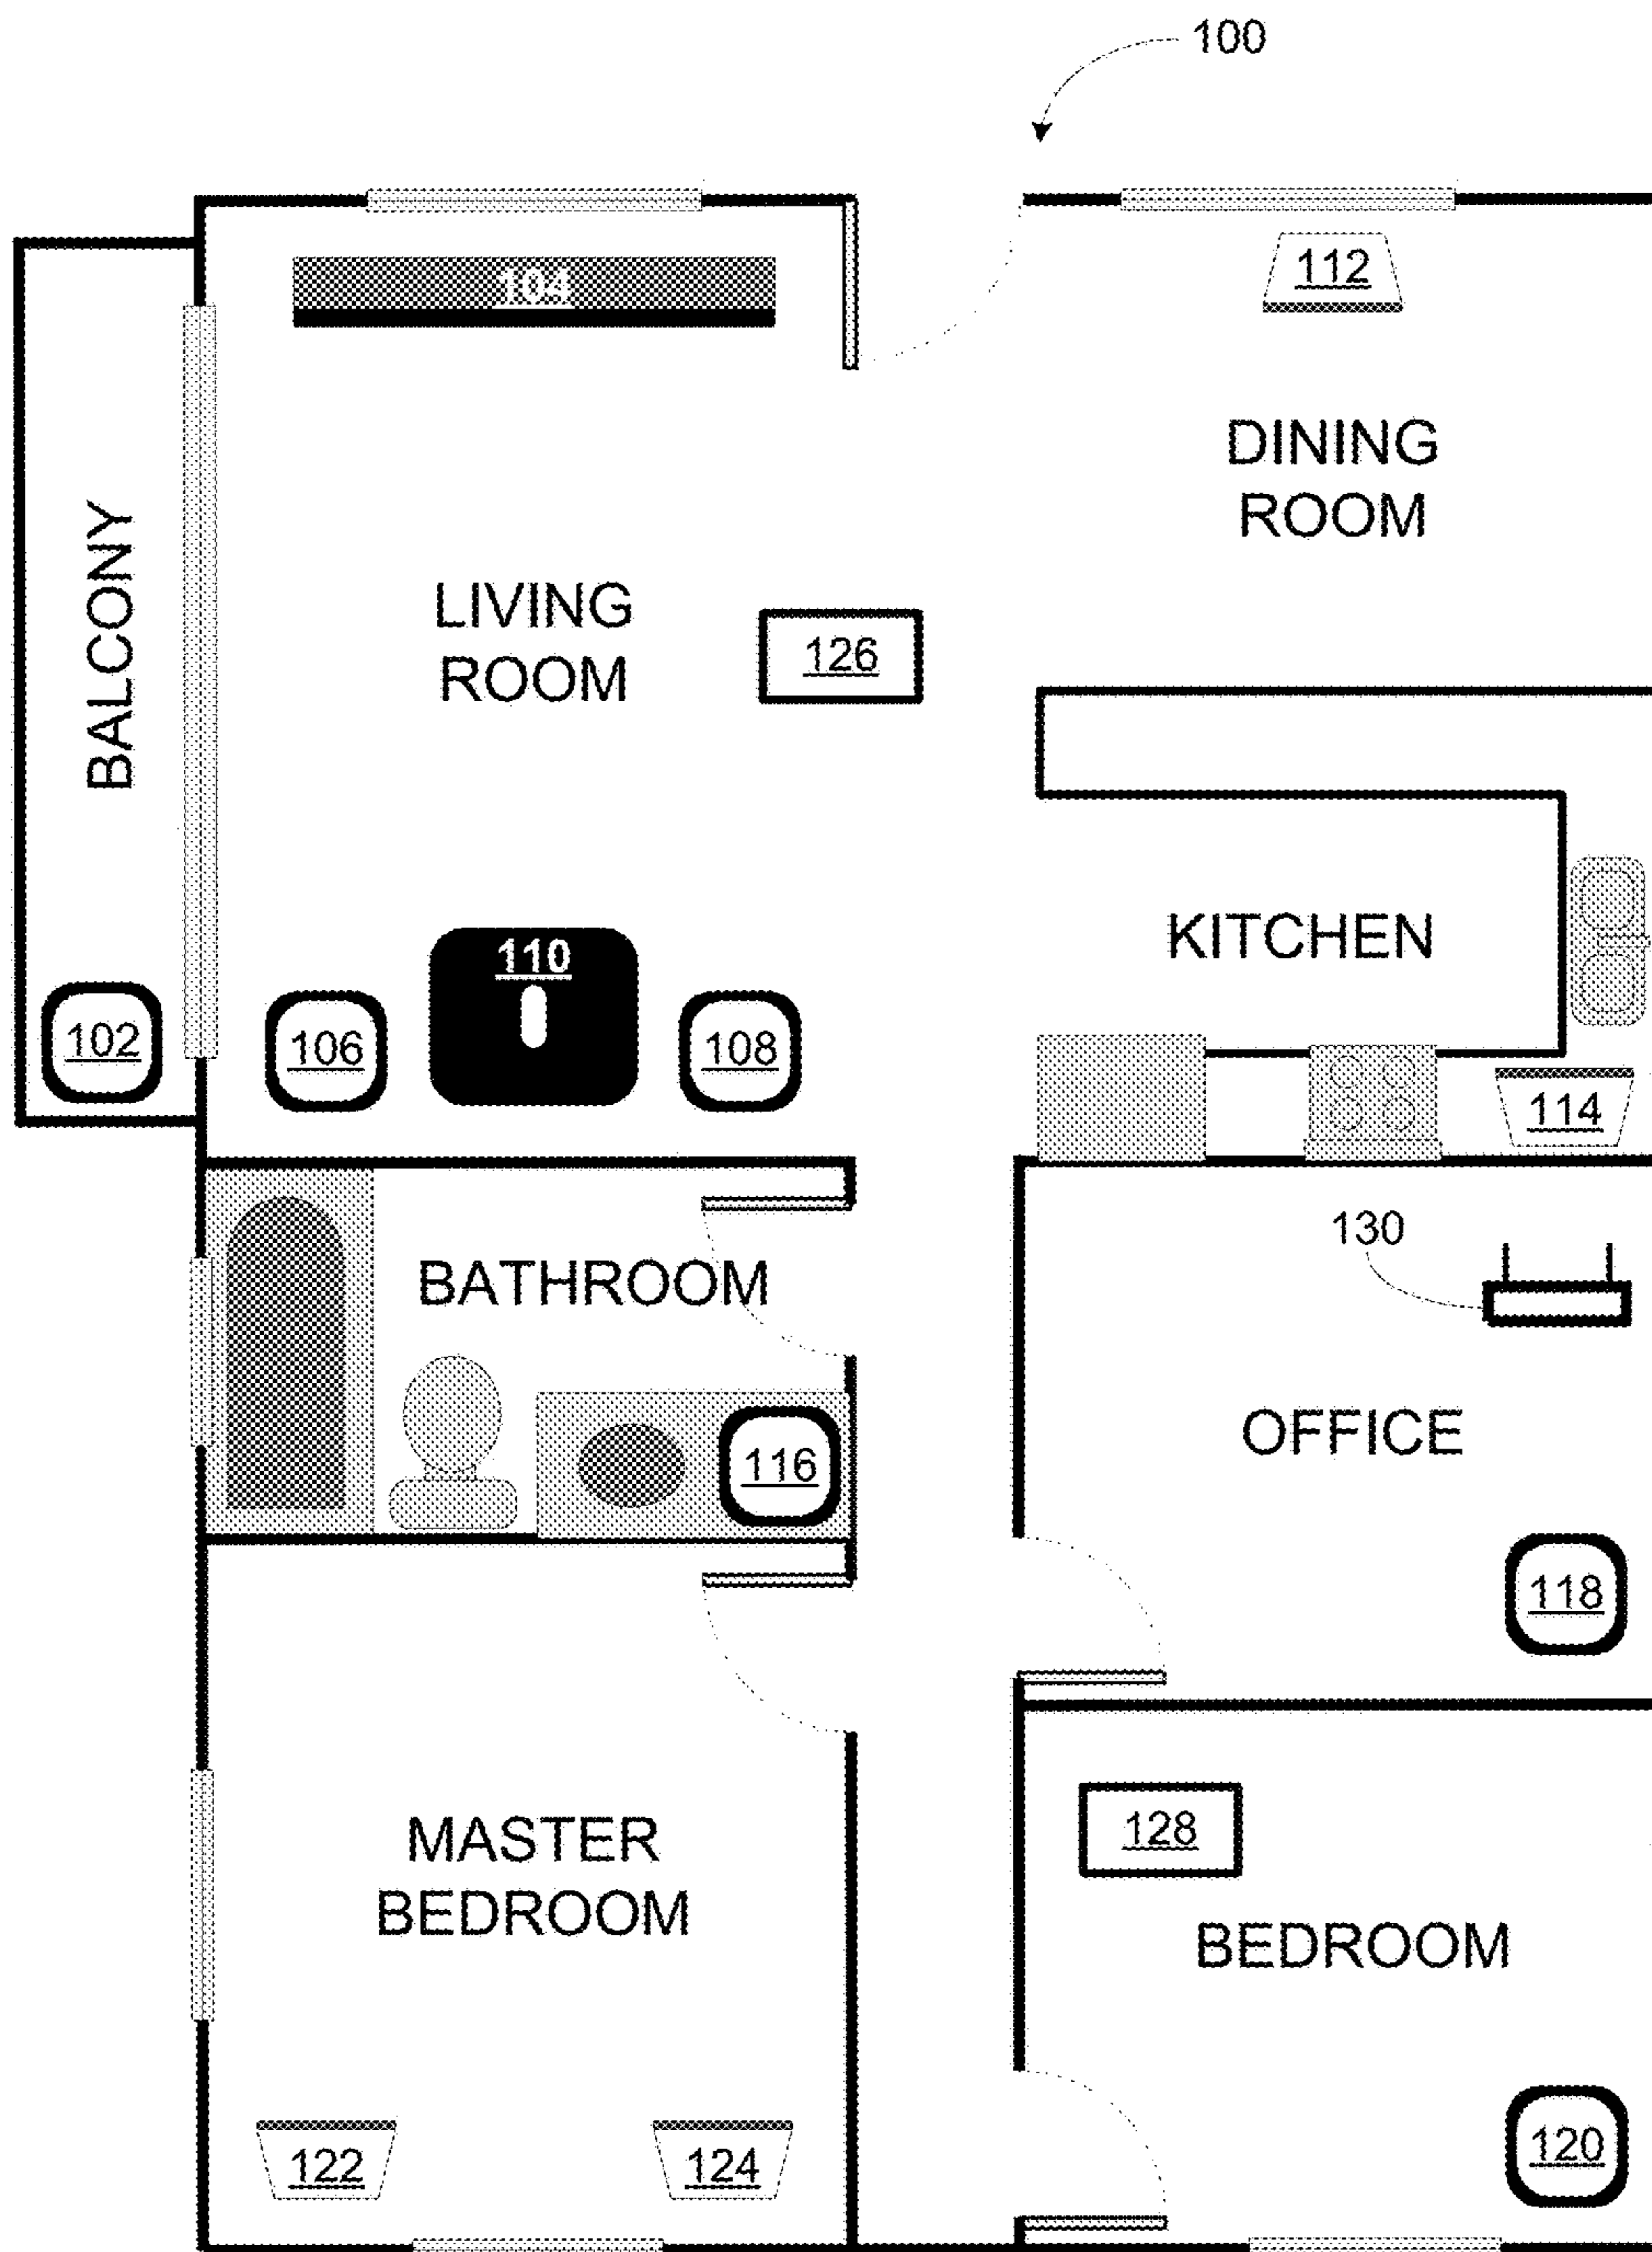 100
104
112
DINING
ROOM
BALCONY
LIVING
ROOM
126
KITCHEN
110
102
106
108
114
130
BATHROOM
OFFICE
116
118
128
MASTER
BEDROOM
BEDROOM
122
124
120